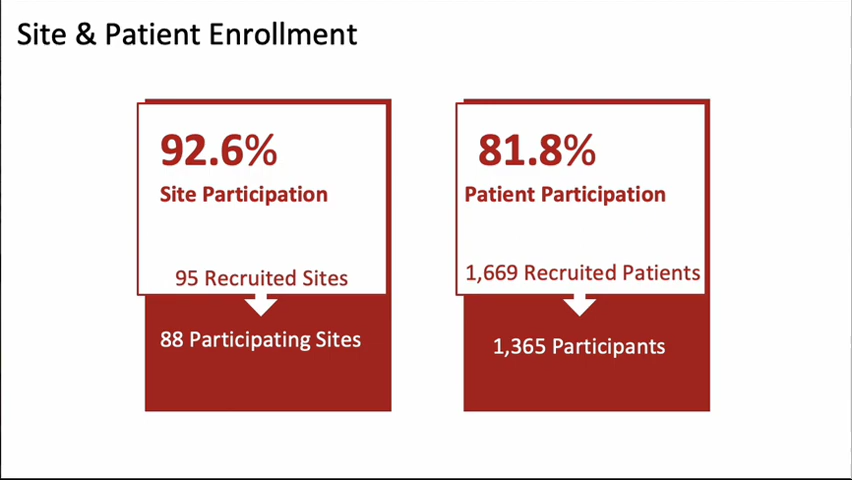 Site & Patient Enrollment
92.6%
Site Participation
95 Recruited Sites
88 Participating Sites
81.8%
Patient Participation
1,669 Recruited Patients
1,365 Participants